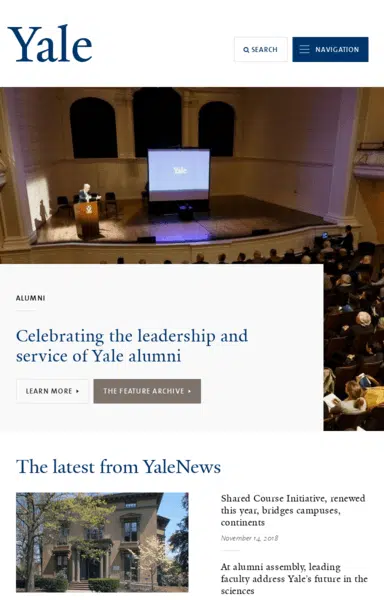 Yale
SEARCH
NAVIGATION
Yale
ALUMNI
Celebrating the leadership and
service of Yale alumni
LEARN MORE
THE FEATURE ARCHIVE
The latest from YaleNews
Shared Course Initiative, renewed
this year, bridges campuses,
continents
November 14, 2018
At alumni assembly, leading
faculty address Yale's future in the
sciences